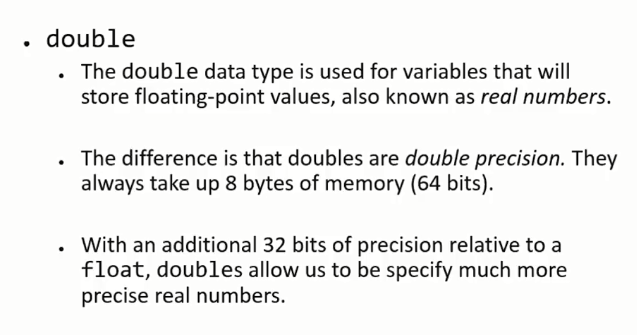 • double
• The double data type is used for variables that will
store floating-point values, also known as real numbers.
• The difference is that doubles are double precision. They
always take up 8 bytes of memory (64 bits).
• With an additional 32 bits of precision relative to a
float, doubles allow us to be specify much more
precise real numbers.